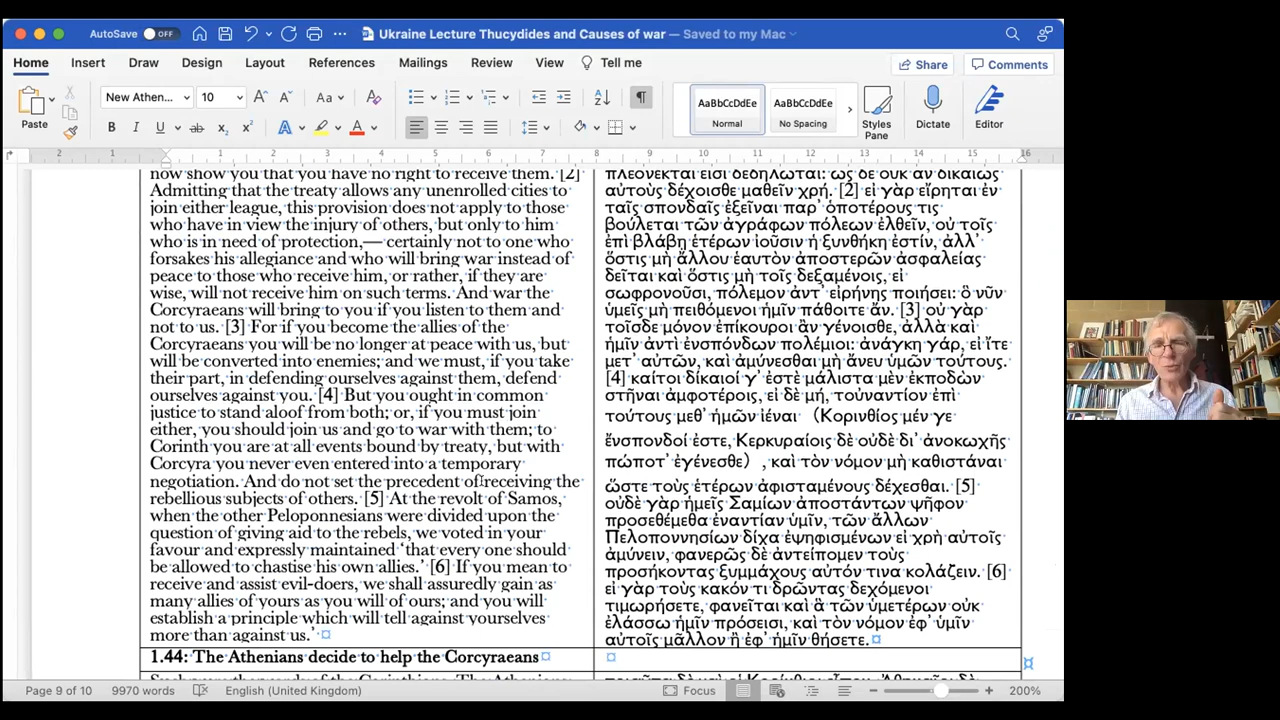 AutoSave OFF
Ukraine Lecture Thucydides and Causes of war — Saved to my Mac
Home Insert Draw Design Layout References Mailings Review View Tell me
Share Comments
Paste
New Athen... 10
AaBbCcDdEe AaBbCcDdEe
Normal No Spacing
Styles Pane
Dictate
Editor
2 1 1 2 3 4 5 6 7 8 9 10 11 12 13 14 15 16
now show you that you have no right to receive them. [2]
Admitting that the treaty allows any unenrolled cities to
join either league, this provision does not apply to those
who have in view the injury of others, but only to him
who is in need of protection,— certainly not to one who
forsakes his allegiance and who will bring war instead of
peace to those who receive him, or rather, if they are
wise, will not receive him on such terms. And war the
Corcyraeans will bring to you if you listen to them and
not to us. [3] For if you become the allies of the
Corcyraeans you will be no longer at peace with us, but
will be converted into enemies; and we must, if you take
their part, in defending ourselves against them, defend
ourselves against you. [4] But you ought in common
justice to stand aloof from both; or, if you must join
either, you should join us and go to war with them; to
Corinth you are at all events bound by treaty, but with
Corcyra you never even entered into a temporary
negotiation. And do not set the precedent of receiving the
rebellious subjects of others. [5] At the revolt of Samos,
when the other Peloponnesians were divided upon the
question of giving aid to the rebels, we voted in your
favour and expressly maintained ‘that every one should
be allowed to chastise his own allies.’ [6] If you mean to
receive and assist evil-doers, we shall assuredly gain as
many allies of yours as you will of ours; and you will
establish a principle which will tell against yourselves
more than against us.’
πλεονέκται εἰσὶ δεδήλωται: ὡς δὲ οὐκ ἂν δικαίως
αὐτοὺς δέχοισθε μαθεῖν χρή. [2] εἰ γὰρ εἴρηται ἐν
ταῖς σπονδαῖς ἐξεῖναι παρ᾽ ὁποτέρους τις
βούλεται τῶν ἀγράφων πόλεων ἐλθεῖν, οὐ τοῖς
ἐπὶ βλάβῃ ἑτέρων ἰοῦσιν ἡ ξυνθήκη ἐστίν, ἀλλ᾽
ὅστις μὴ ἄλλου ἑαυτὸν ἀποστερῶν ἀσφαλείας
δεῖται καὶ ὅστις μὴ τοῖς δεξαμένοις, εἰ
σωφρονοῦσι, πόλεμον ἀντ᾽ εἰρήνης ποιήσει: ὃ νῦν
ὑμεῖς μὴ πειθόμενοι ἡμῖν πάθοιτε ἄν. [3] οὐ γὰρ
τοῖσδε μόνον ἐπίκουροι ἂν γένοισθε, ἀλλὰ καὶ
ἡμῖν ἀντὶ ἐνσπόνδων πολέμιοι: ἀνάγκη γάρ, εἰ ἴτε
μετ᾽ αὐτῶν, καὶ ἀμύνεσθαι μὴ ἄνευ ὑμῶν τούτους.
[4] καίτοι δίκαιοί γ᾽ ἐστὲ μάλιστα μὲν ἐκποδὼν
στῆναι ἀμφοτέροις, εἰ δὲ μή, τοὐναντίον ἐπὶ
τούτους μεθ᾽ ἡμῶν ἰέναι （Κορινθίοις μέν γε
ἔνσπονδοί ἐστε, Κερκυραίοις δὲ οὐδὲ δι᾽ ἀνοκωχῆς
πώποτ᾽ ἐγένεσθε）, καὶ τὸν νόμον μὴ καθιστάναι
ὥστε τοὺς ἑτέρων ἀφισταμένους δέχεσθαι. [5]
οὐδὲ γὰρ ἡμεῖς Σαμίων ἀποστάντων ψῆφον
προσεθέμεθα ἐναντίαν ὑμῖν, τῶν ἄλλων
Πελοποννησίων δίχα ἐψηφισμένων εἰ χρὴ αὐτοῖς
ἀμύνειν, φανερῶς δὲ ἀντείπομεν τοὺς
προσήκοντας ξυμμάχους αὐτόν τινα κολάζειν. [6]
εἰ γὰρ τοὺς κακόν τι δρῶντας δεχόμενοι
τιμωρήσετε, φανεῖται καὶ ἃ τῶν ὑμετέρων οὐκ
ἐλάσσω ἡμῖν πρόσεισι, καὶ τὸν νόμον ἐφ᾽ ὑμῖν
αὐτοῖς μᾶλλον ἢ ἐφ᾽ ἡμῖν θήσετε.
1.44: The Athenians decide to help the Corcyraeans
Page 9 of 10 9970 words English (United Kingdom) Focus 200%